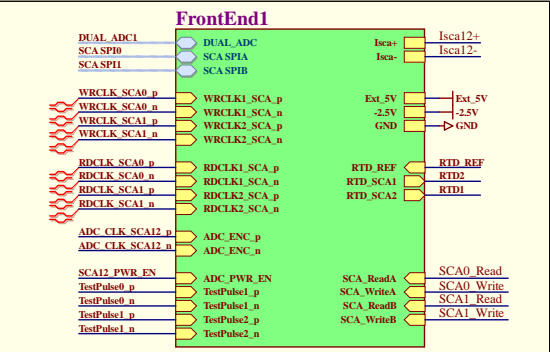 FrontEnd1
DUAL_ADC1 DUAL_ADC Isca+ Isca12+
SCA SPI0 SCA SPIA Isca- Isca12-
SCA SPI1 SCA SPIB
WRCLK_SCA0_p WRCLK1_SCA_p Ext_5V Ext_5V
WRCLK_SCA0_n WRCLK1_SCA_n -2.5V -2.5V
WRCLK_SCA1_p WRCLK2_SCA_p GND GND
WRCLK_SCA1_n WRCLK2_SCA_n
RDCLK_SCA0_p RDCLK1_SCA_p RTD_REF RTD_REF
RDCLK_SCA0_n RDCLK1_SCA_n RTD_SCA1 RTD2
RDCLK_SCA1_p RDCLK2_SCA_p RTD_SCA2 RTD1
RDCLK_SCA1_n RDCLK2_SCA_n
ADC_CLK_SCA12_p ADC_ENC_p
ADC_CLK_SCA12_n ADC_ENC_n
SCA12_PWR_EN ADC_PWR_EN SCA_ReadA SCA0_Read
TestPulse0_p TestPulse1_p SCA_WriteA SCA0_Write
TestPulse0_n TestPulse1_n SCA_ReadB SCA1_Read
TestPulse1_p TestPulse2_p SCA_WriteB SCA1_Write
TestPulse1_n TestPulse2_n